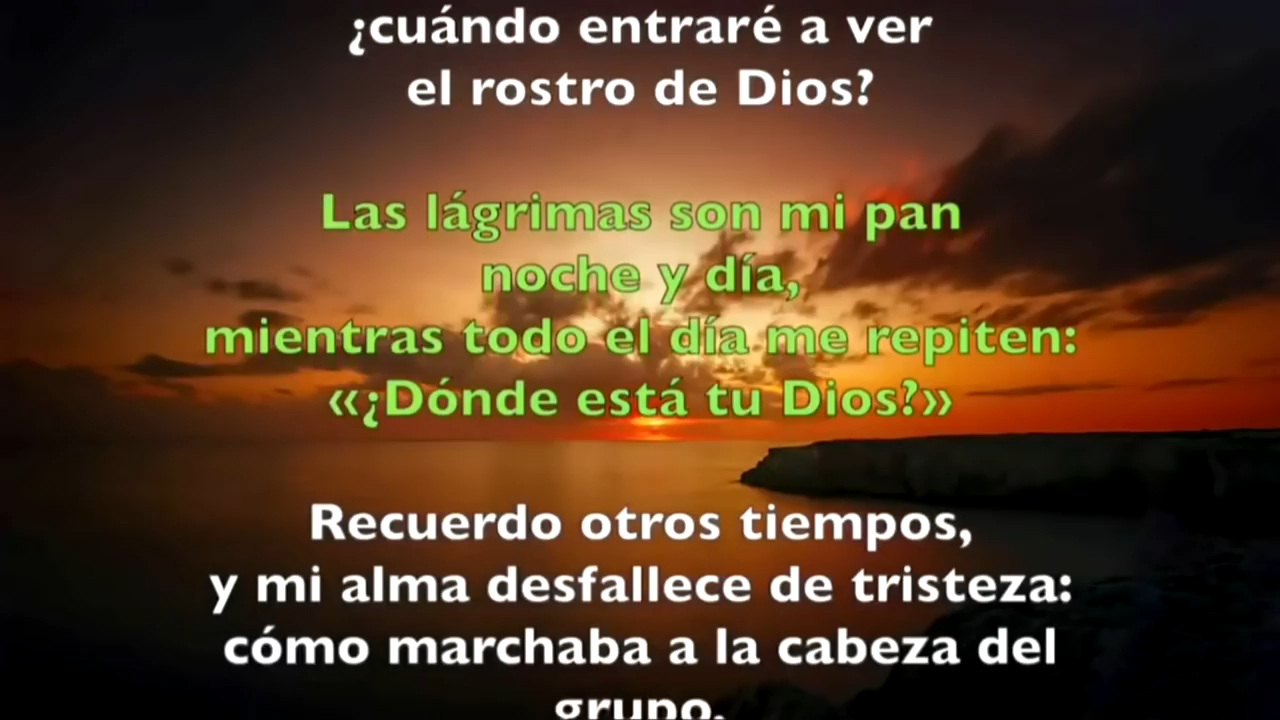 ¿cuándo entraré a ver
el rostro de Dios?
Las lágrimas son mi pan
noche y día,
mientras todo el día me repiten:
«¿Dónde está tu Dios?»
Recuerdo otros tiempos,
y mi alma desfallece de tristeza:
cómo marchaba a la cabeza del
grupo,